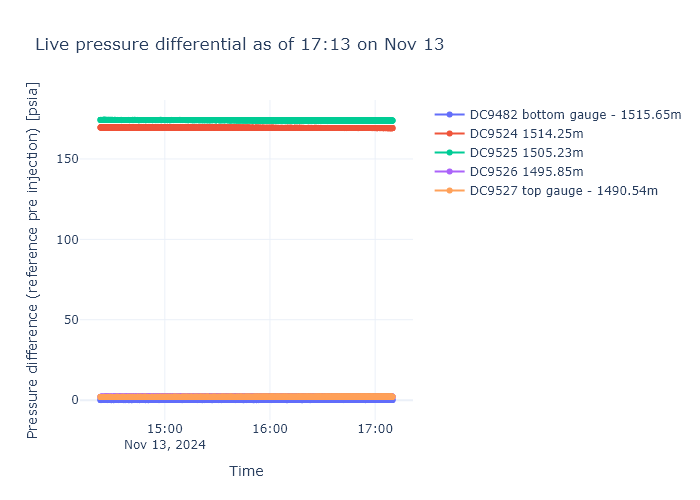 Live pressure differential as of 17:13 on Nov 13
Pressure difference (reference pre injection) [psia]
150
100
50
0
15:00
Nov 13, 2024
16:00
17:00
Time
DC9482 bottom gauge - 1515.65m
DC9524 1514.25m
DC9525 1505.23m
DC9526 1495.85m
DC9527 top gauge - 1490.54m